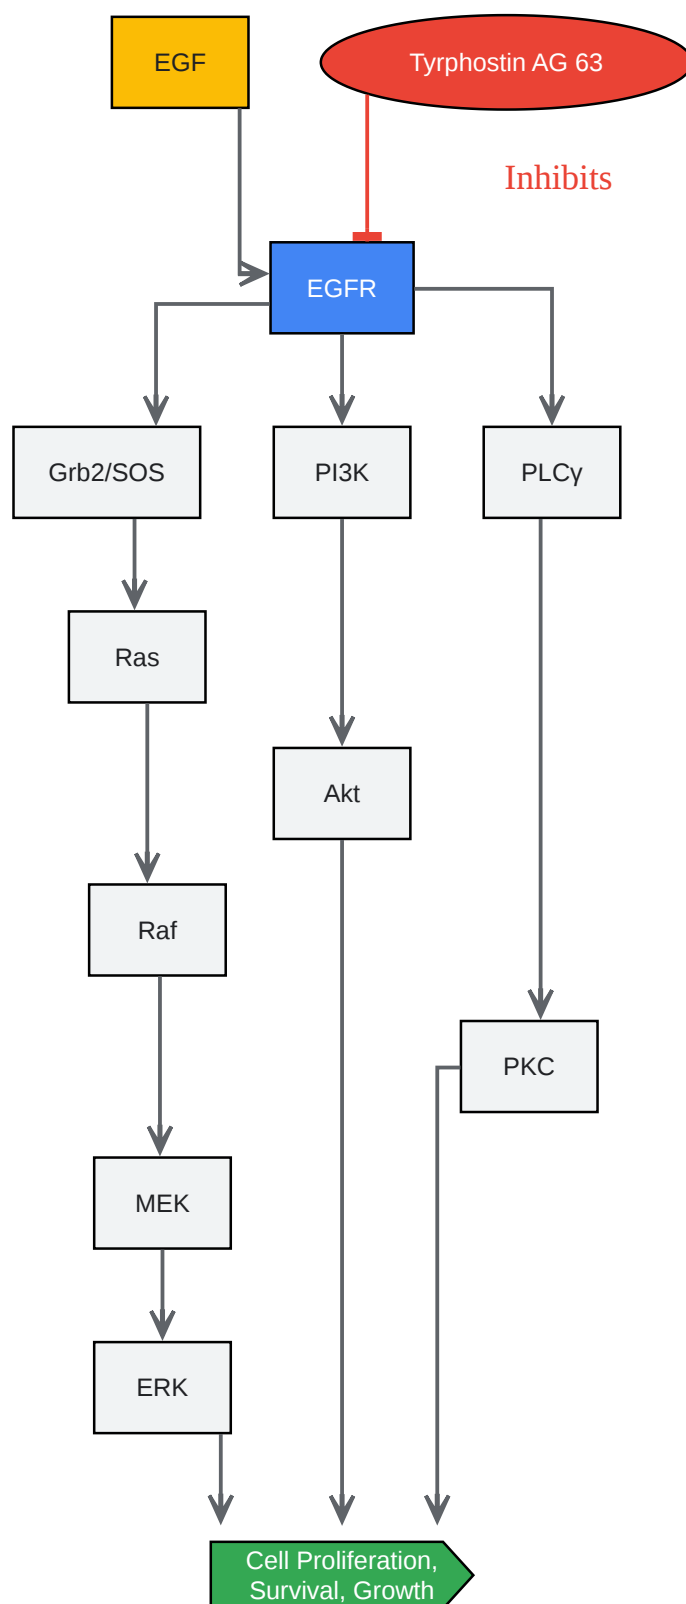 EGF
Tyrphostin AG 63
Inhibits
EGFR
Grb2/SOS
PI3K
PLCγ
Ras
Akt
Raf
PKC
MEK
ERK
Cell Proliferation,
Survival, Growth